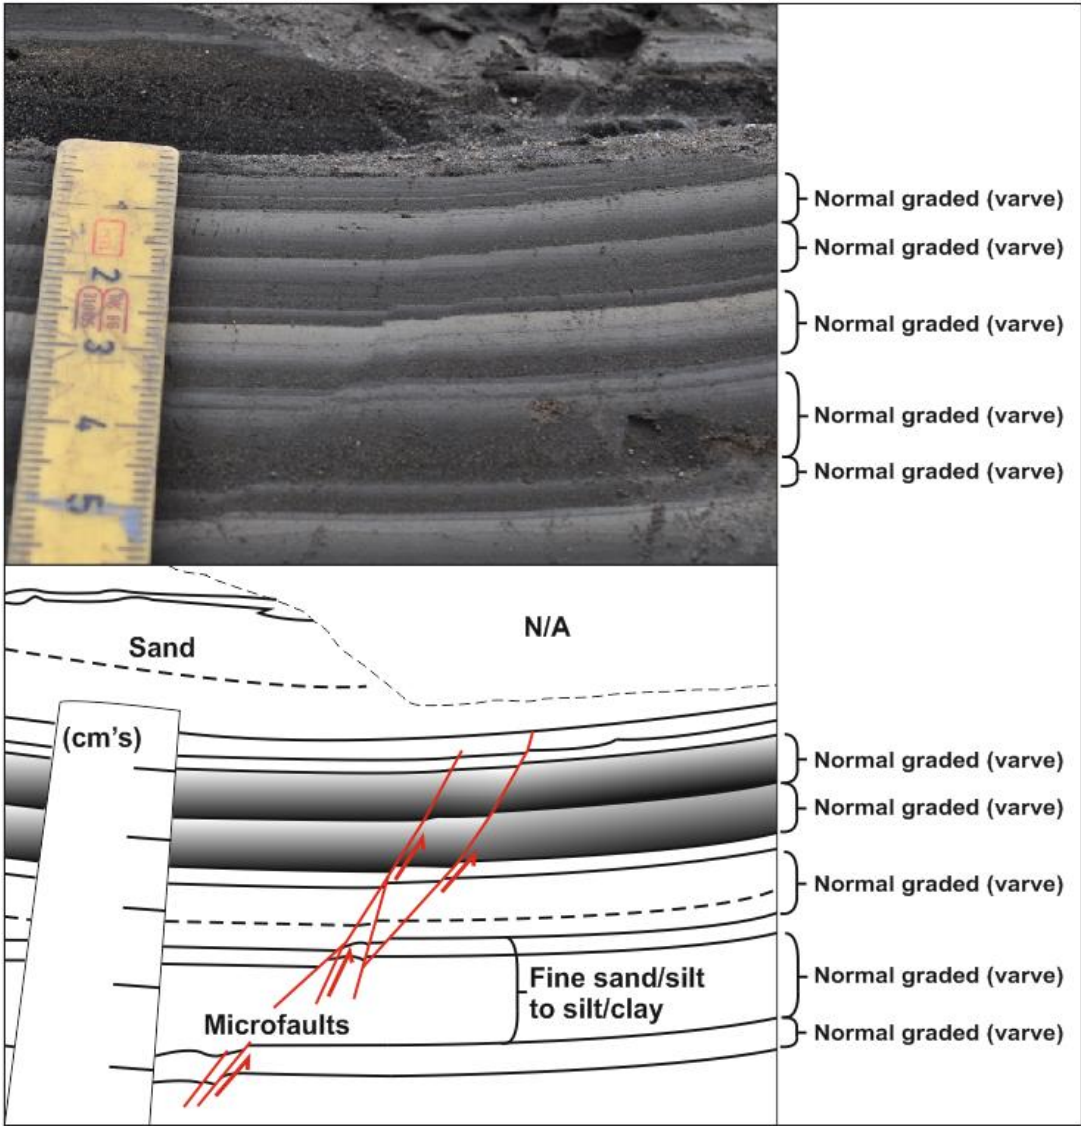 2
3
4
5
Normal graded (varve)
Normal graded (varve)
Normal graded (varve)
Normal graded (varve)
Normal graded (varve)
Sand
N/A
(cm's)
Fine sand/silt
to silt/clay
Microfaults
Normal graded (varve)
Normal graded (varve)
Normal graded (varve)
Normal graded (varve)
Normal graded (varve)